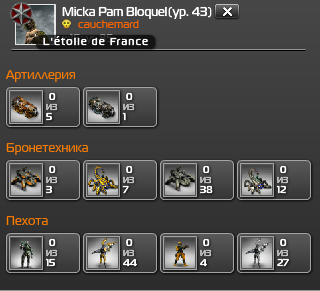 Micka Pam Bloquel(ур. 43)
cauchemard
L'étoile de France
Артиллерия
0 из 5
0 из 1
Бронетехника
0 из 3
0 из 7
0 из 38
0 из 12
Пехота
0 из 15
0 из 44
0 из 4
0 из 27